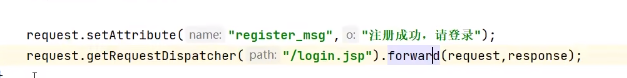 request.setAttribute( name: "register_msg", o: "注册成功，请登录");
request.getRequestDispatcher( path: "/login.jsp").forward(request,response);